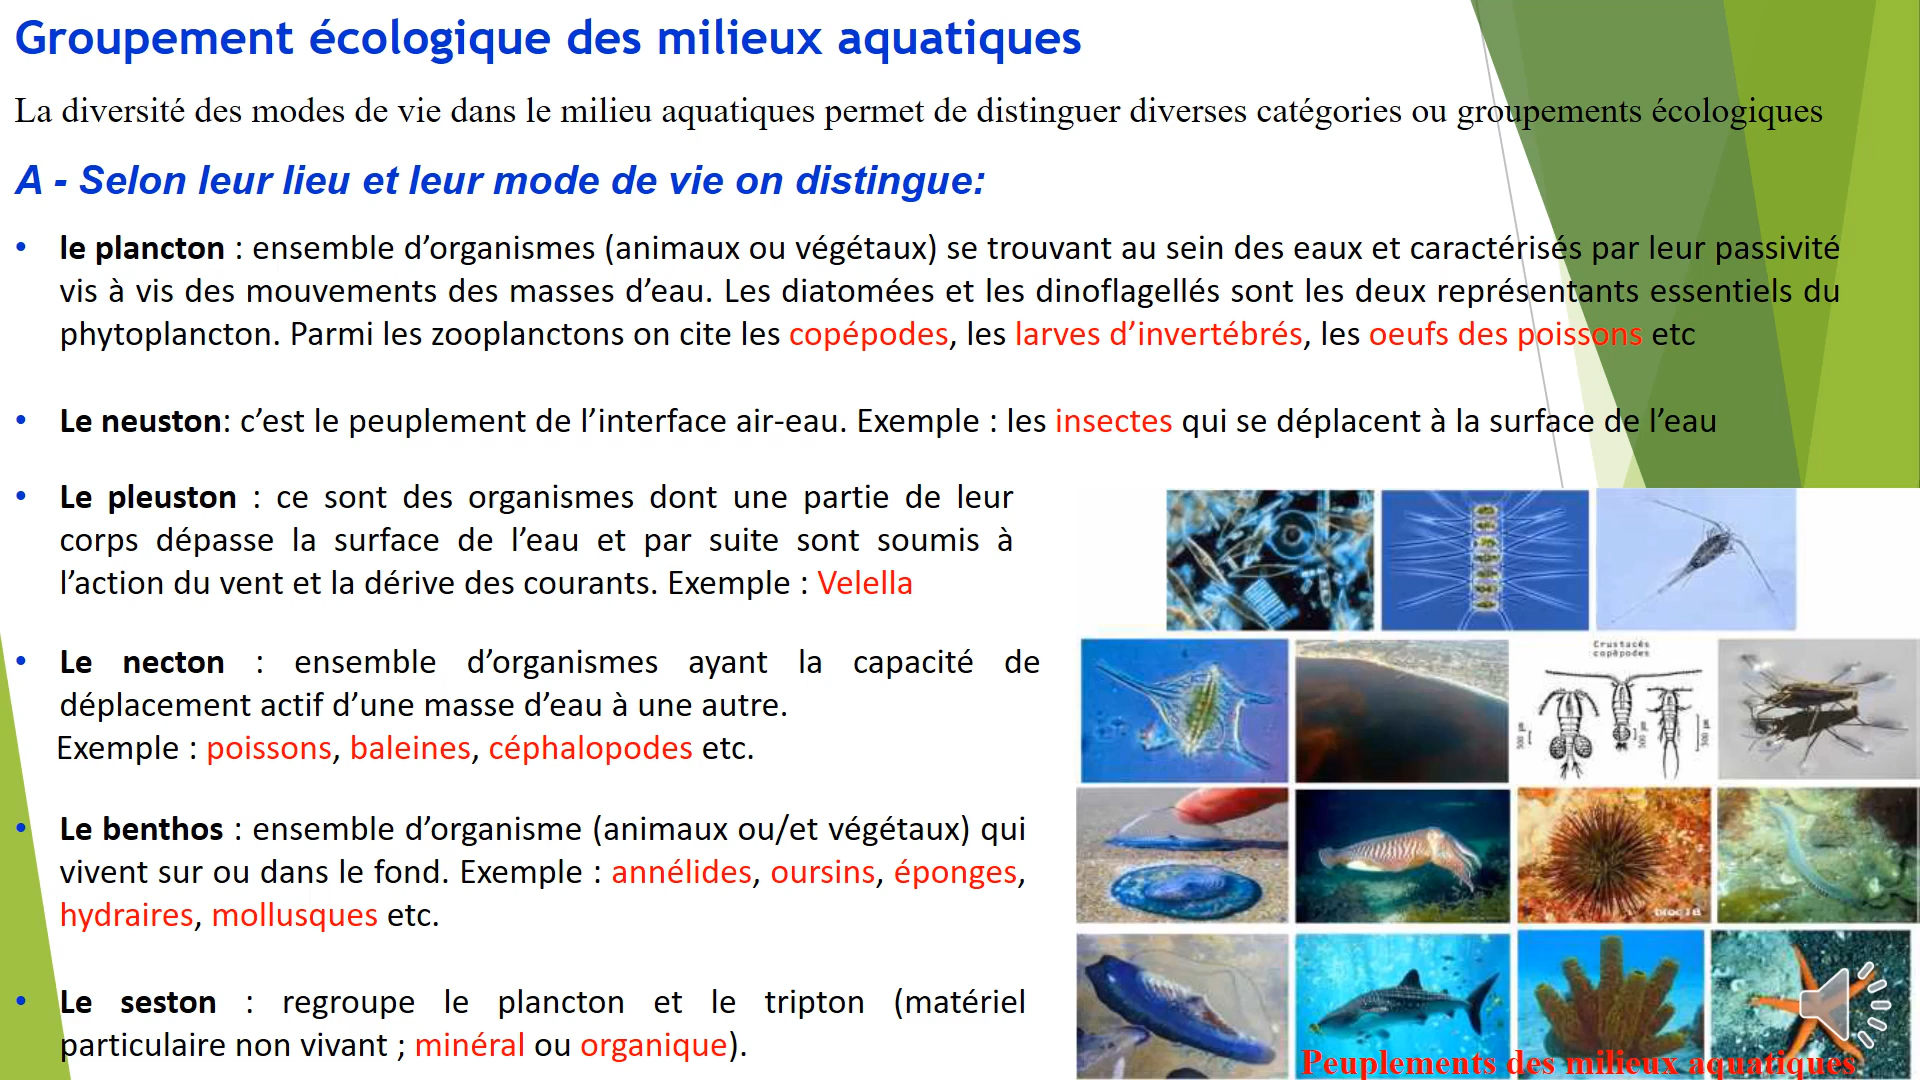 Groupement écologique des milieux aquatiques
La diversité des modes de vie dans le milieu aquatiques permet de distinguer diverses catégories ou groupements écologiques
A - Selon leur lieu et leur mode de vie on distingue:
• le plancton : ensemble d’organismes (animaux ou végétaux) se trouvant au sein des eaux et caractérisés par leur passivité
vis à vis des mouvements des masses d’eau. Les diatomées et les dinoflagellés sont les deux représentants essentiels du
phytoplancton. Parmi les zooplanctons on cite les copépodes, les larves d’invertébrés, les oeufs des poissons etc
• Le neuston: c’est le peuplement de l’interface air-eau. Exemple : les insectes qui se déplacent à la surface de l’eau
• Le pleuston : ce sont des organismes dont une partie de leur
corps dépasse la surface de l’eau et par suite sont soumis à
l’action du vent et la dérive des courants. Exemple : Velella
• Le necton : ensemble d’organismes ayant la capacité de
déplacement actif d’une masse d’eau à une autre.
Exemple : poissons, baleines, céphalopodes etc.
• Le benthos : ensemble d’organisme (animaux ou/et végétaux) qui
vivent sur ou dans le fond. Exemple : annélides, oursins, éponges,
hydraires, mollusques etc.
• Le seston : regroupe le plancton et le tripton (matériel
particulaire non vivant ; minéral ou organique).
Crustacés
copépodes
500 µm
500 µm
500 µm
Peuplements des milieux aquatiques